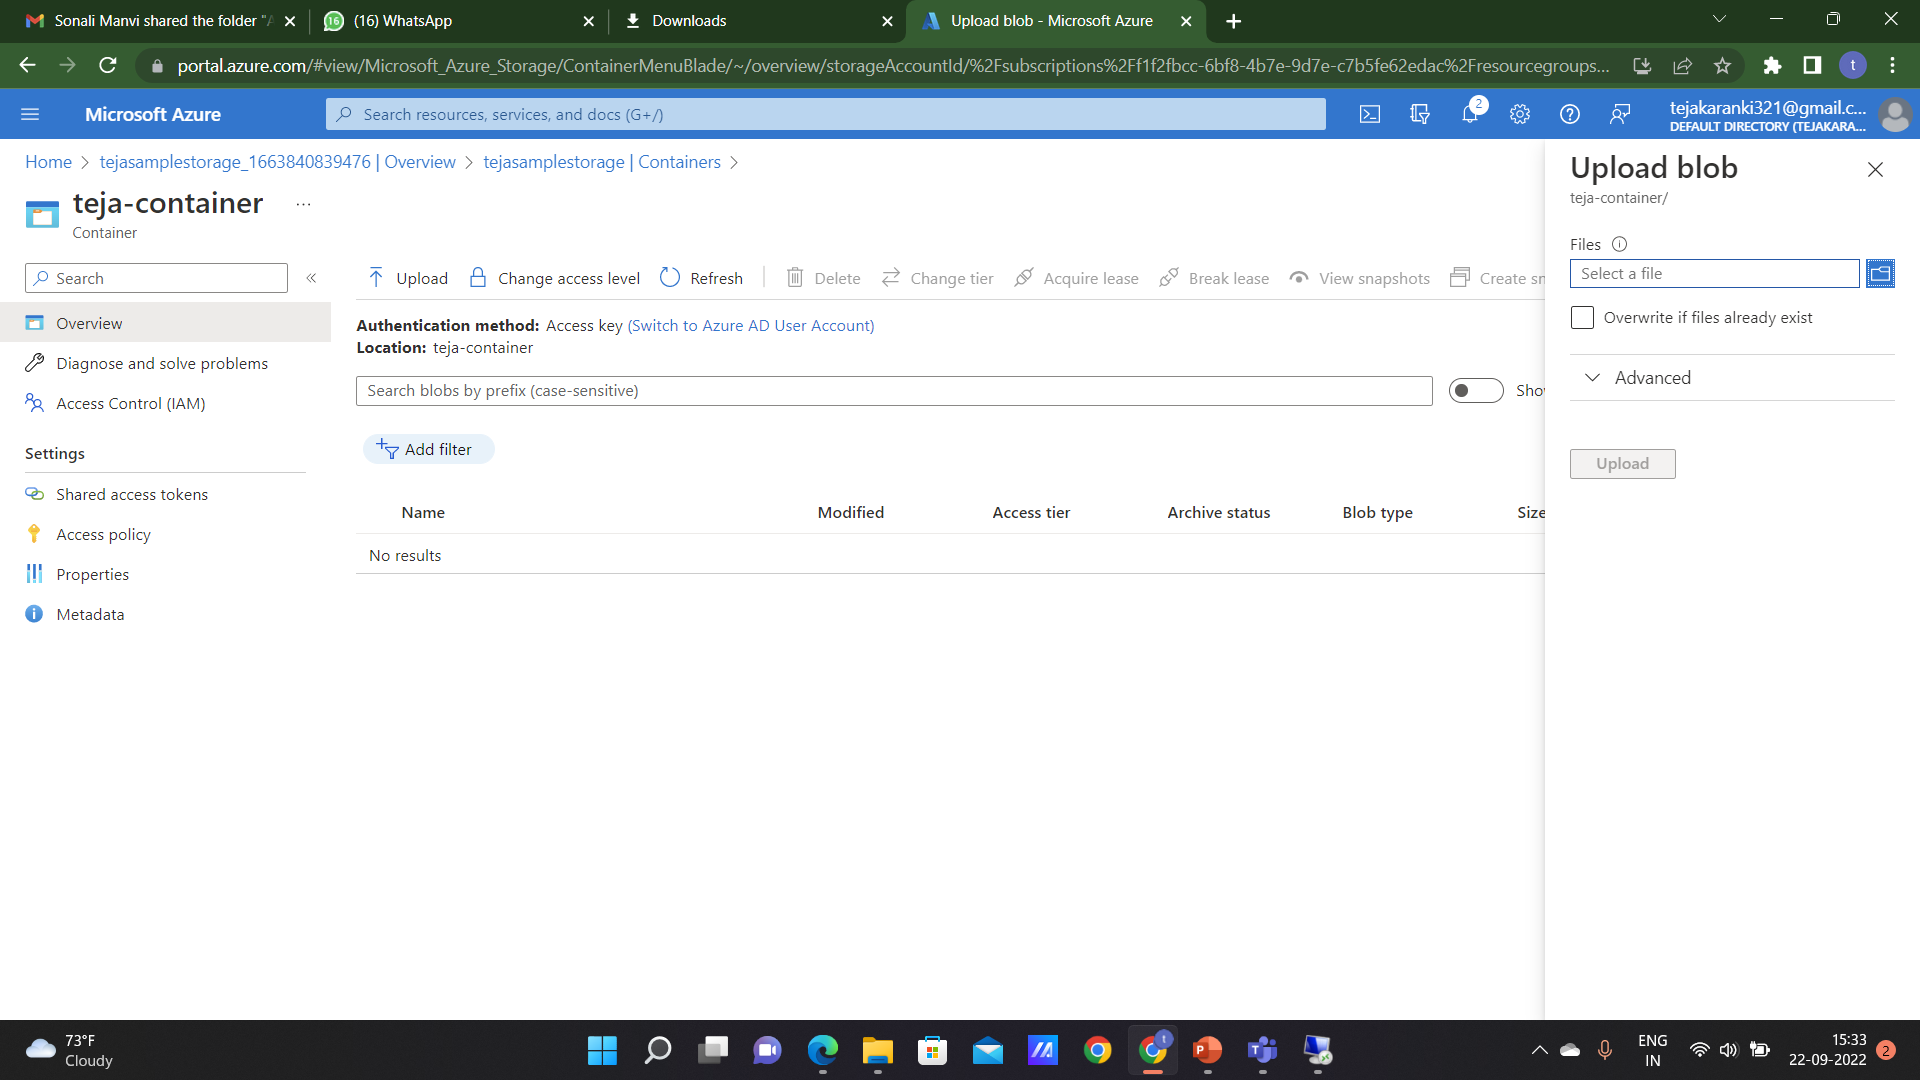 Sonali Manvi shared the folder "A
(16) WhatsApp
Downloads
Upload blob - Microsoft Azure
portal.azure.com/#view/Microsoft_Azure_Storage/ContainerMenuBlade/~/overview/storageAccountId/%2Fsubscriptions%2Ff1f2fbcc-6bf8-4b7e-9d7e-c7b5fe62edac%2Fresourcegroups...
t
Microsoft Azure
Search resources, services, and docs (G+/)
2
tejakaranki321@gmail.c...
DEFAULT DIRECTORY (TEJAKARA...
Home > tejasamplestorage_1663840839476 | Overview > tejasamplestorage | Containers >
teja-container ...
Container
Search
«
Overview
Diagnose and solve problems
Access Control (IAM)
Settings
Shared access tokens
Access policy
Properties
Metadata
Upload
Change access level
Refresh
Delete
Change tier
Acquire lease
Break lease
View snapshots
Create sn
Authentication method: Access key (Switch to Azure AD User Account)
Location: teja-container
Search blobs by prefix (case-sensitive)
Show
Add filter
Name Modified Access tier Archive status Blob type Size
No results
Upload blob
teja-container/
Files
Select a file
Overwrite if files already exist
Advanced
Upload
73°F
Cloudy
t
ENG
IN
15:33
22-09-2022
2